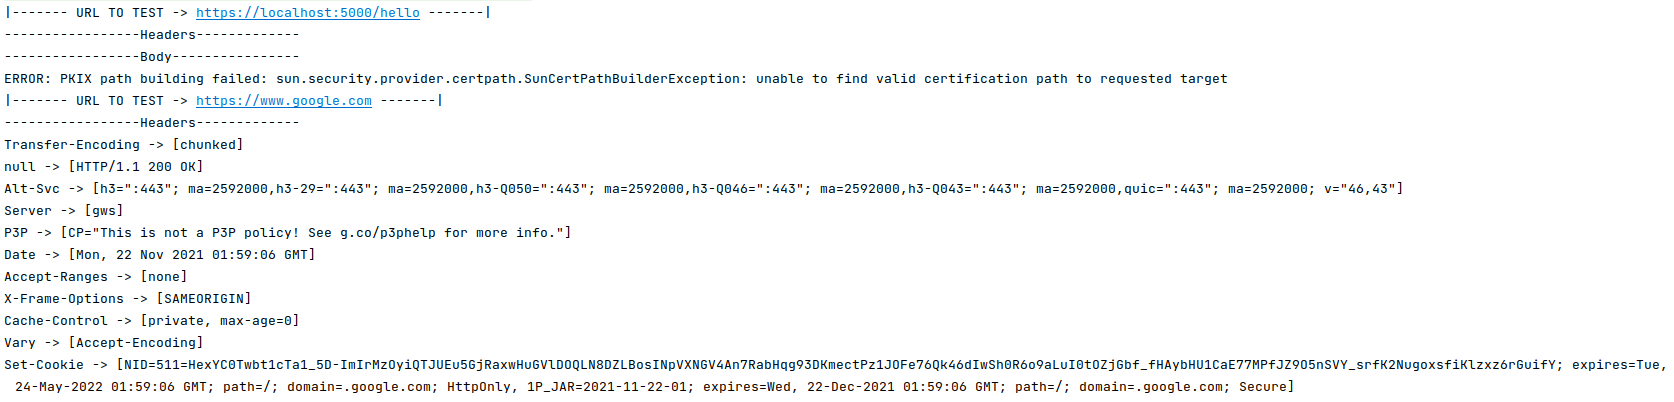 |------- URL TO TEST -> https://localhost:5000/hello -------|
-----------------Headers-------------
-----------------Body----------------
ERROR: PKIX path building failed: sun.security.provider.certpath.SunCertPathBuilderException: unable to find valid certification path to requested target
|------- URL TO TEST -> https://www.google.com -------|
-----------------Headers-------------
Transfer-Encoding -> [chunked]
null -> [HTTP/1.1 200 OK]
Alt-Svc -> [h3=":443"; ma=2592000,h3-29=":443"; ma=2592000,h3-Q050=":443"; ma=2592000,h3-Q046=":443"; ma=2592000,h3-Q043=":443"; ma=2592000,quic=":443"; ma=2592000; v="46,43"]
Server -> [gws]
P3P -> [CP="This is not a P3P policy! See g.co/p3phelp for more info."]
Date -> [Mon, 22 Nov 2021 01:59:06 GMT]
Accept-Ranges -> [none]
X-Frame-Options -> [SAMEORIGIN]
Cache-Control -> [private, max-age=0]
Vary -> [Accept-Encoding]
Set-Cookie -> [NID=511=HexYC0Twbt1cTa1_5D-ImIrMzOyiQTJUEu5GjRaxwHuGVlDOQLN8DZLBosINpVXNGV4An7RabHqg93DKmectPz1JOFe76Qk46dIwSh0R6o9aLuI0tOZjGbf_fHAybHU1CaE77MPfJZ9O5nSVY_srfK2NugoxsfiKlzxz6rGuifY; expires=Tue,
24-May-2022 01:59:06 GMT; path=/; domain=.google.com; HttpOnly, 1P_JAR=2021-11-22-01; expires=Wed, 22-Dec-2021 01:59:06 GMT; path=/; domain=.google.com; Secure]